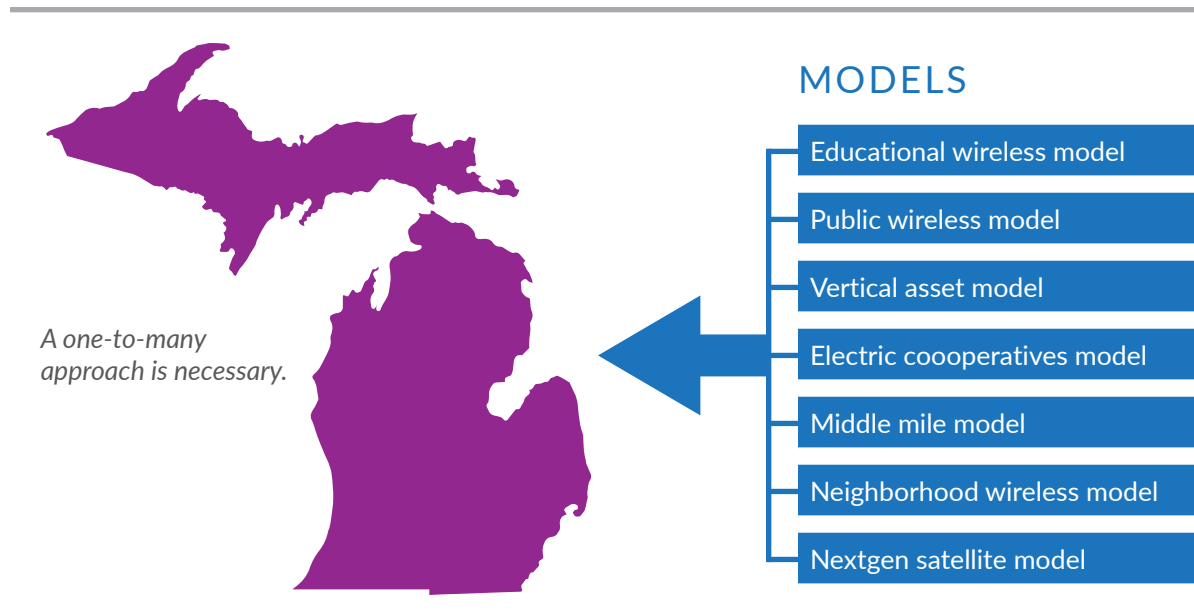 MODELS
Educational wireless model
Public wireless model
Vertical asset model
A one-to-many
approach is necessary.
Electric coooperatives model
Middle mile model
Neighborhood wireless model
Nextgen satellite model